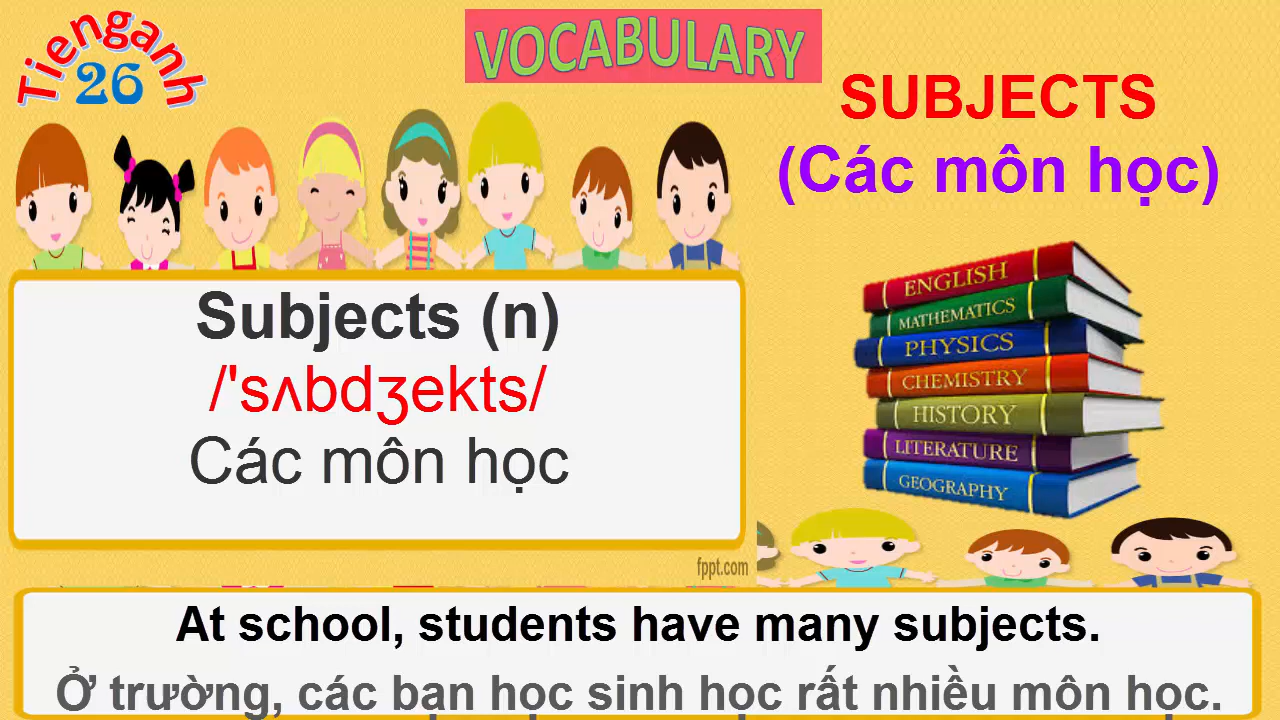 Tienganh
26
VOCABULARY
SUBJECTS
(Các môn học)
ENGLISH
MATHEMATICS
PHYSICS
CHEMISTRY
HISTORY
LITERATURE
GEOGRAPHY
Subjects (n)
/'sʌbdʒekts/
Các môn học
fppt.com
At school, students have many subjects.
Ở trường, các bạn học sinh học rất nhiều môn học.